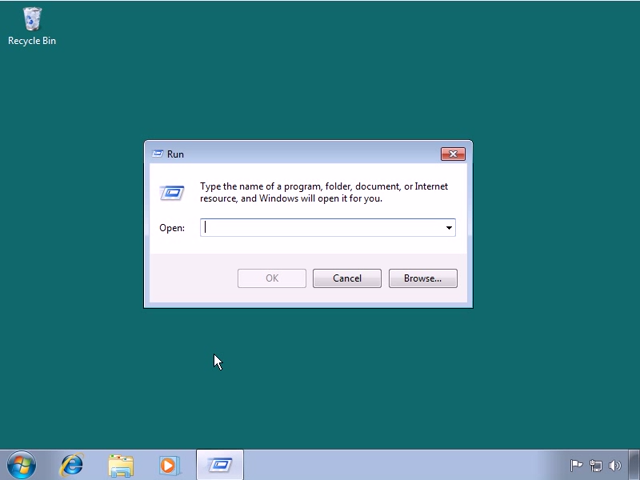 Recycle Bin
Run
Type the name of a program, folder, document, or Internet
resource, and Windows will open it for you.
Open:
OK
Cancel
Browse...